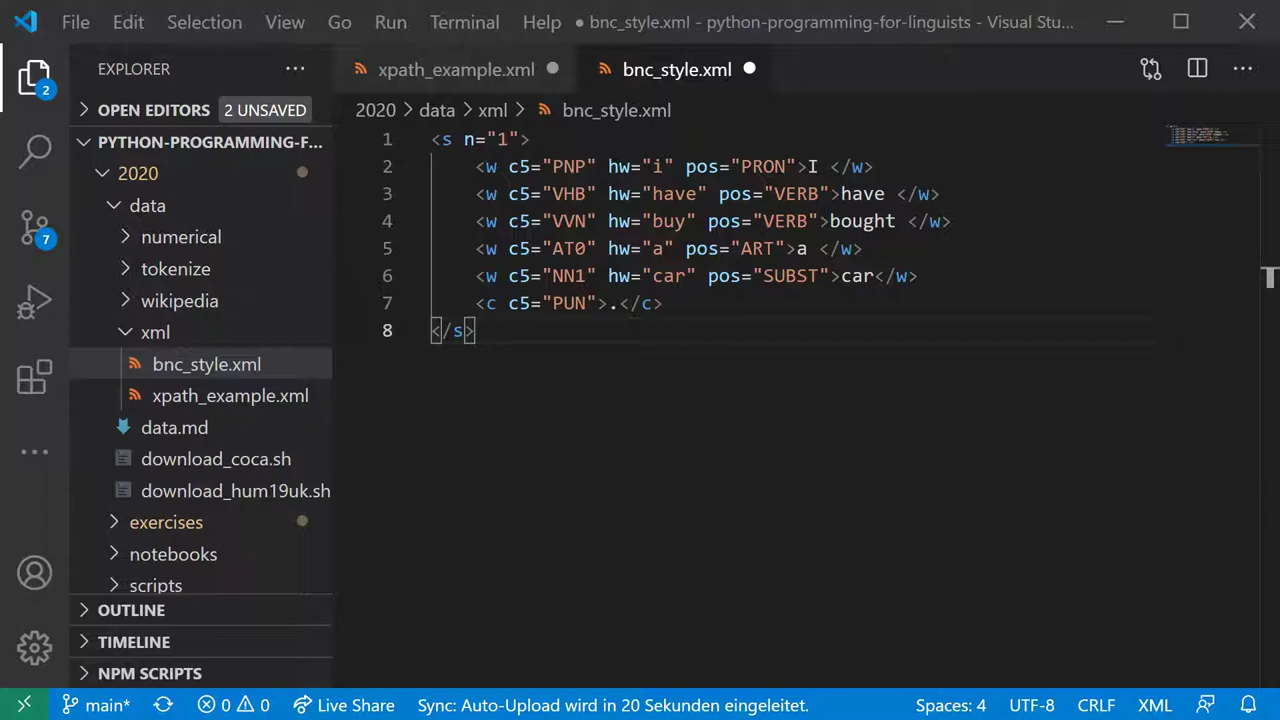 File Edit Selection View Go Run Terminal Help ● bnc_style.xml - python-programming-for-linguists - Visual Stu...
EXPLORER ...
xpath_example.xml ●
bnc_style.xml ●
...
OPEN EDITORS 2 UNSAVED
2020 > data > xml > bnc_style.xml
PYTHON-PROGRAMMING-F...
2020
data
numerical
tokenize
wikipedia
xml
bnc_style.xml
xpath_example.xml
data.md
download_coca.sh
download_hum19uk.sh
exercises
notebooks
scripts
OUTLINE
TIMELINE
NPM SCRIPTS
2
7
1 <s n="1">
2     <w c5="PNP" hw="i" pos="PRON">I </w>
3     <w c5="VHB" hw="have" pos="VERB">have </w>
4     <w c5="VVN" hw="buy" pos="VERB">bought </w>
5     <w c5="AT0" hw="a" pos="ART">a </w>
6     <w c5="NN1" hw="car" pos="SUBST">car</w>
7     <c c5="PUN">.</c>
8 </s>
main* 0 0 Live Share Sync: Auto-Upload wird in 20 Sekunden eingeleitet. Spaces: 4 UTF-8 CRLF XML